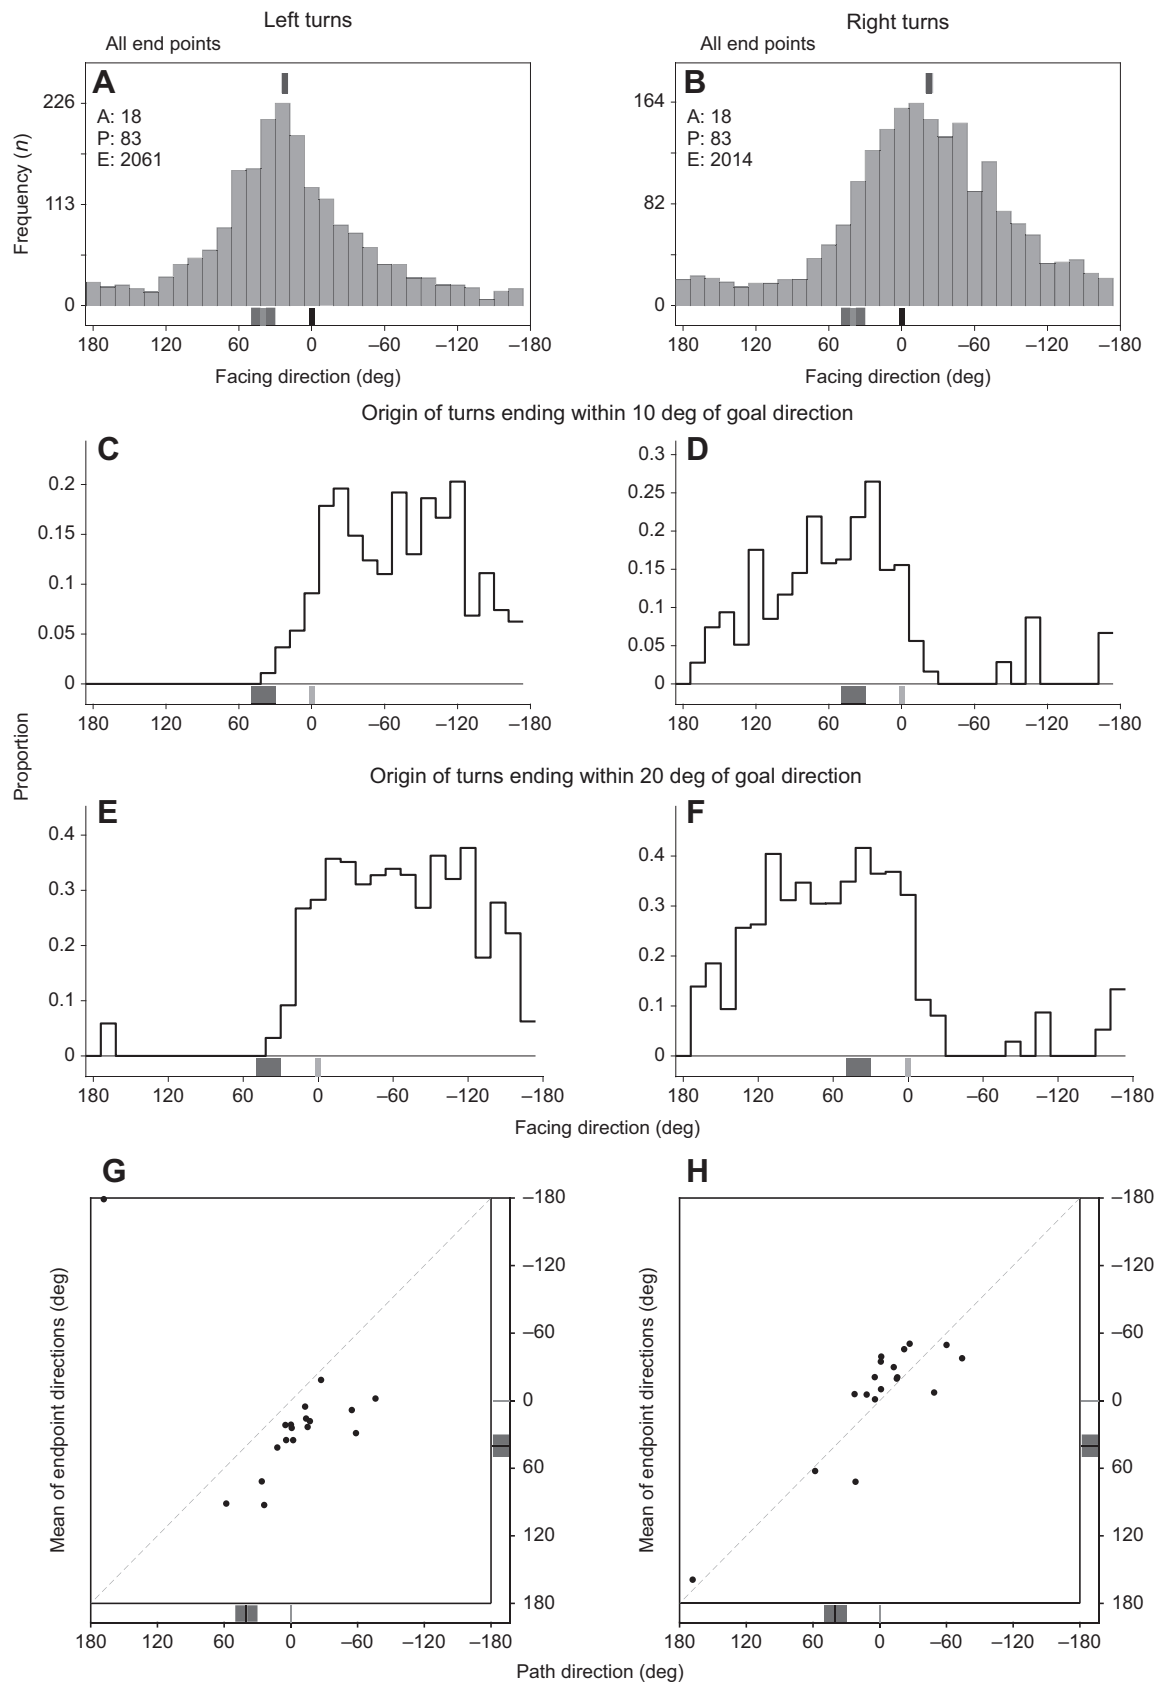 Left turns
Right turns
All end points
All end points
A
B
226
113
0
A: 18
P: 83
E: 2061
164
82
0
A: 18
P: 83
E: 2014
Frequency (n)
180 120 60 0 –60 –120 –180
180 120 60 0 –60 –120 –180
Facing direction (deg)
Facing direction (deg)
Origin of turns ending within 10 deg of goal direction
C
D
0.2
0.15
0.1
0.05
0
0.3
0.25
0.2
0.15
0.1
0.05
0
180 120 60 0 –60 –120 –180
180 120 60 0 –60 –120 –180
Proportion
Origin of turns ending within 20 deg of goal direction
E
F
0.4
0.3
0.2
0.1
0
0.4
0.3
0.2
0.1
0
180 120 60 0 –60 –120 –180
180 120 60 0 –60 –120 –180
Facing direction (deg)
G
H
Mean of endpoint directions (deg)
–180
–120
–60
0
60
120
180
Mean of endpoint directions (deg)
–180
–120
–60
0
60
120
180
180 120 60 0 –60 –120 –180
180 120 60 0 –60 –120 –180
Path direction (deg)